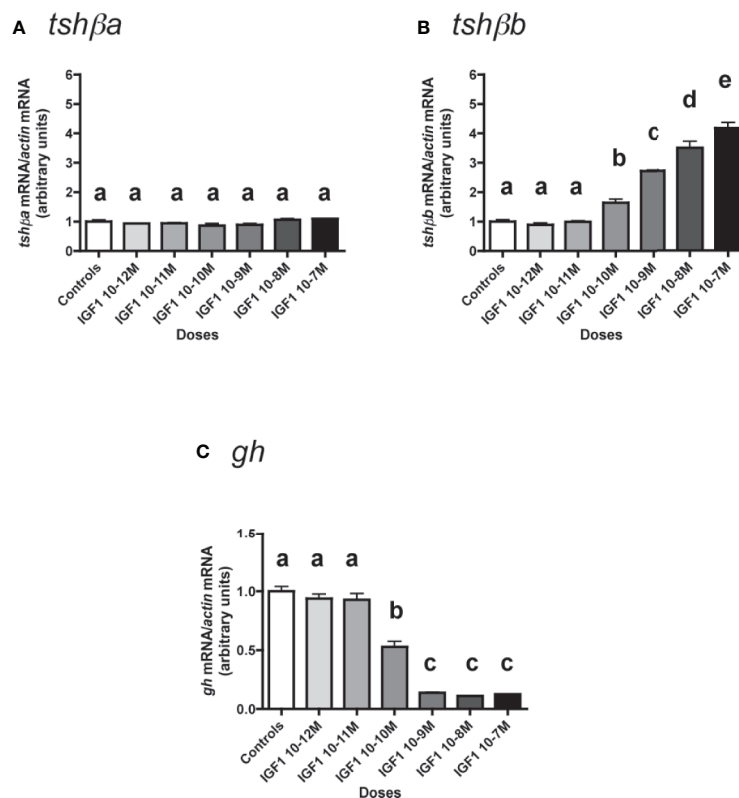 A tshβa
tshβa mRNA/actin mRNA
(arbitrary units)
6
5
4
3
2
1
0
a a a a a a a
Controls
IGF1 10-12M
IGF1 10-11M
IGF1 10-10M
IGF1 10-9M
IGF1 10-8M
IGF1 10-7M
Doses
B tshβb
tshβb mRNA/actin mRNA
(arbitrary units)
6
5
4
3
2
1
0
a a a b c d e
Controls
IGF1 10-12M
IGF1 10-11M
IGF1 10-10M
IGF1 10-9M
IGF1 10-8M
IGF1 10-7M
Doses
C gh
gh mRNA/actin mRNA
(arbitrary units)
1.5
1.0
0.5
0.0
a a a b c c c
Controls
IGF1 10-12M
IGF1 10-11M
IGF1 10-10M
IGF1 10-9M
IGF1 10-8M
IGF1 10-7M
Doses